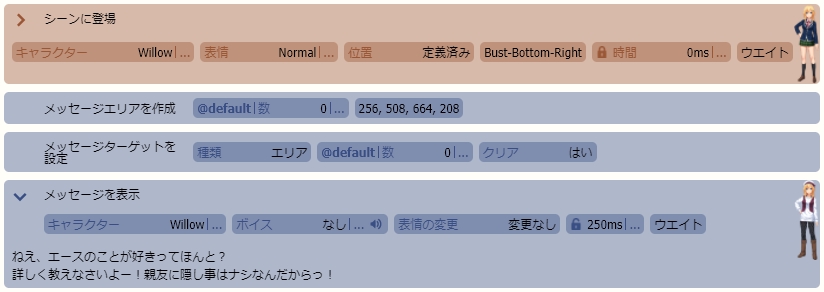 シーンに登場
キャラクター Willow|... 表情 Normal|... 位置 定義済み Bust-Bottom-Right 時間 0ms|... ウエイト
メッセージエリアを作成 @default|数 0|... 256, 508, 664, 208
メッセージターゲットを
設定 種類 エリア @default|数 0|... クリア はい
メッセージを表示
キャラクター Willow|... ボイス なし|... 表情の変更 変更なし 250ms|... ウエイト
ねえ、エースのことが好きってほんと？
詳しく教えなさいよー！親友に隠し事はナシなんだからっ！